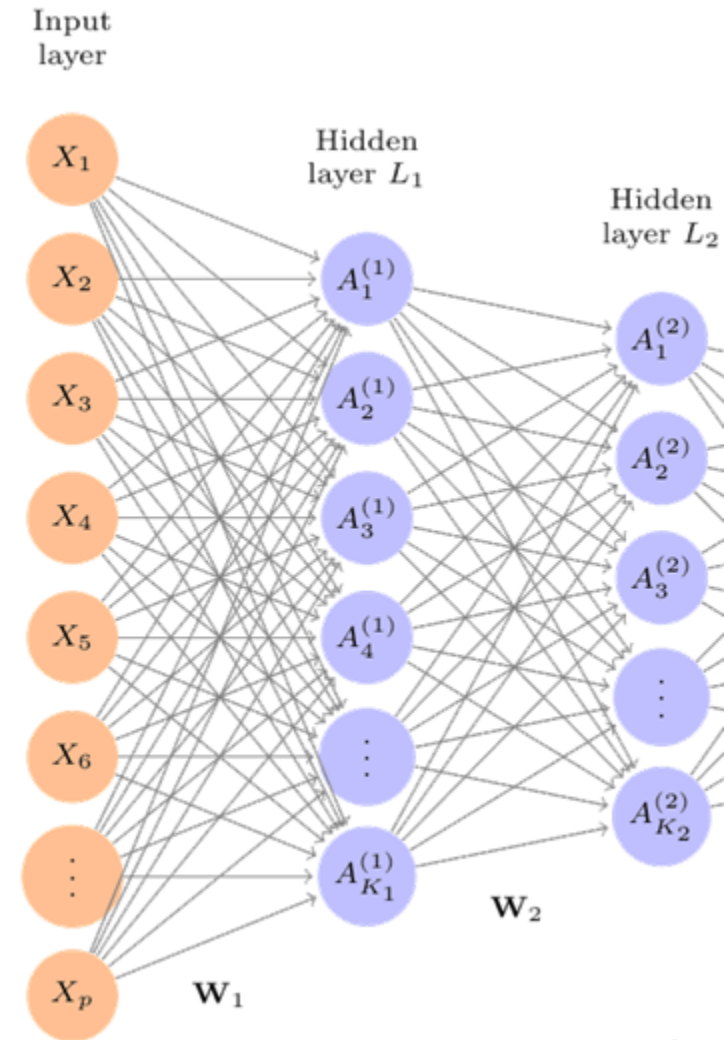 Input
layer
X₁
X₂
X₃
X₄
X₅
X₆
⋮
Xₚ
W₁
Hidden
layer L₁
A₁⁽¹⁾
A₂⁽¹⁾
A₃⁽¹⁾
A₄⁽¹⁾
⋮
A_{K₁}⁽¹⁾
W₂
Hidden
layer L₂
A₁⁽²⁾
A₂⁽²⁾
A₃⁽²⁾
⋮
A_{K₂}⁽²⁾